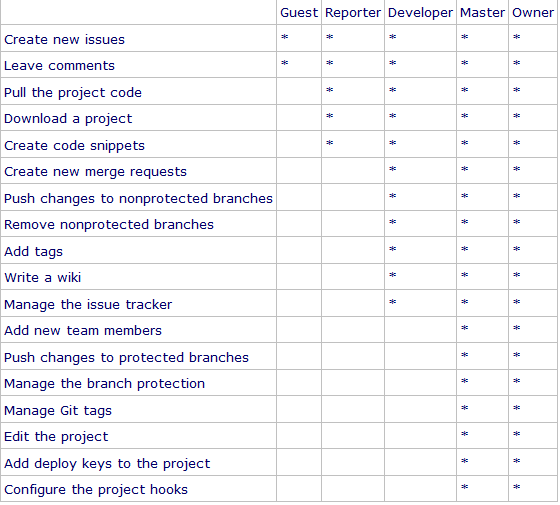 Guest Reporter Developer Master Owner
Create new issues * * * * *
Leave comments * * * * *
Pull the project code * * * *
Download a project * * * *
Create code snippets * * * *
Create new merge requests * * *
Push changes to nonprotected branches * * *
Remove nonprotected branches * * *
Add tags * * *
Write a wiki * * *
Manage the issue tracker * * *
Add new team members * *
Push changes to protected branches * *
Manage the branch protection * *
Manage Git tags * *
Edit the project * *
Add deploy keys to the project * *
Configure the project hooks * *